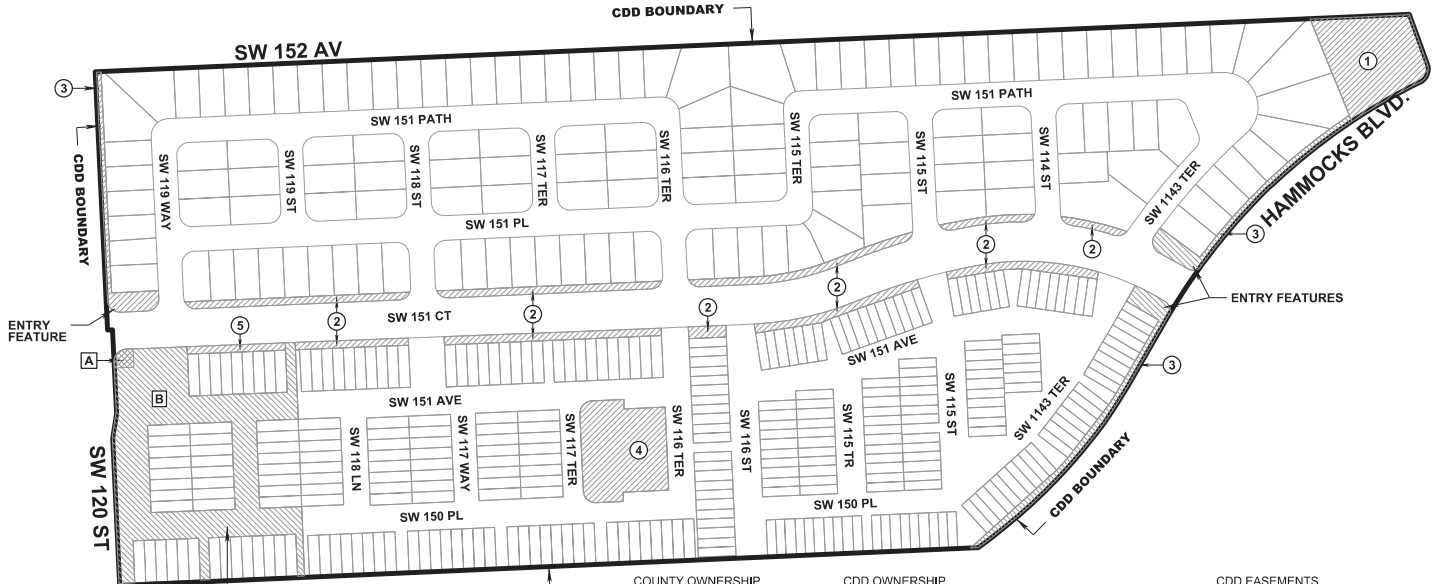 CDD BOUNDARY
SW 152 AV
3
1
SW 151 PATH
SW 151 PATH
HAMMOCKS BLVD.
CDD BOUNDARY
SW 119 WAY
SW 119 ST
SW 118 ST
SW 117 TER
SW 116 TER
SW 115 TER
SW 115 ST
SW 114 ST
SW 1143 TER
SW 151 PL
3
2
2
2
ENTRY FEATURES
ENTRY
FEATURE
5
2
SW 151 CT
2
2
A
SW 151 AVE
3
B
SW 151 AVE
SW 120 ST
SW 118 LN
SW 117 WAY
SW 117 TER
4
SW 116 TER
SW 116 ST
SW 115 TR
SW 115 ST
SW 1143 TER
CDD BOUNDARY
SW 150 PL
SW 150 PL
COUNTY OWNERSHIP
CDD OWNERSHIP
CDD EASEMENTS